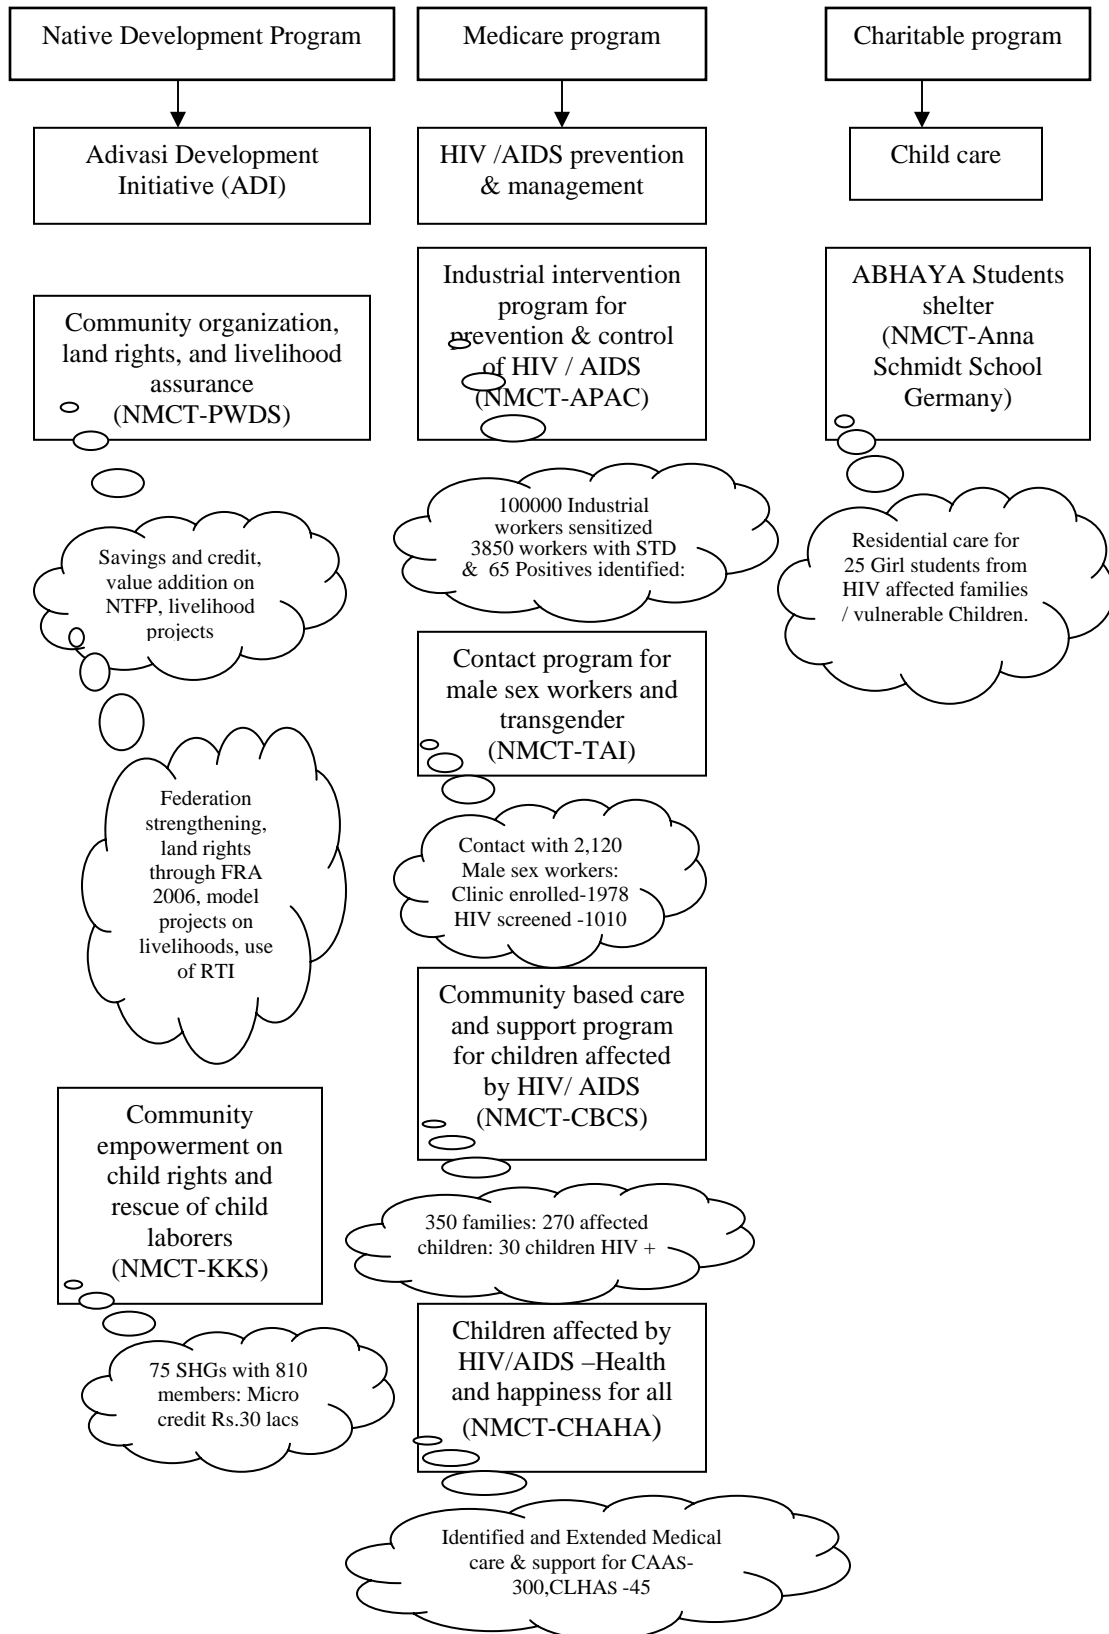 Native Development Program
Adivasi Development
Initiative (ADI)
Community organization,
land rights, and livelihood
assurance
(NMCT-PWDS)
Savings and credit,
value addition on
NTFP, livelihood
projects
Federation
strengthening,
land rights
through FRA
2006, model
projects on
livelihoods, use
of RTI
Community
empowerment on
child rights and
rescue of child
laborers
(NMCT-KKS)
75 SHGs with 810
members: Micro
credit Rs.30 lacs
Medicare program
HIV /AIDS prevention
& management
Industrial intervention
program for
prevention & control
of HIV / AIDS
(NMCT-APAC)
100000 Industrial
workers sensitized
3850 workers with STD
& 65 Positives identified:
Contact program for
male sex workers and
transgender
(NMCT-TAI)
Contact with 2,120
Male sex workers:
Clinic enrolled-1978
HIV screened -1010
Community based care
and support program
for children affected
by HIV/ AIDS
(NMCT-CBCS)
350 families: 270 affected
children: 30 children HIV +
Children affected by
HIV/AIDS –Health
and happiness for all
(NMCT-CHAHA)
Identified and Extended Medical
care & support for CAAS-
300,CLHAS -45
Charitable program
Child care
ABHAYA Students
shelter
(NMCT-Anna
Schmidt School
Germany)
Residential care for
25 Girl students from
HIV affected families
/ vulnerable Children.